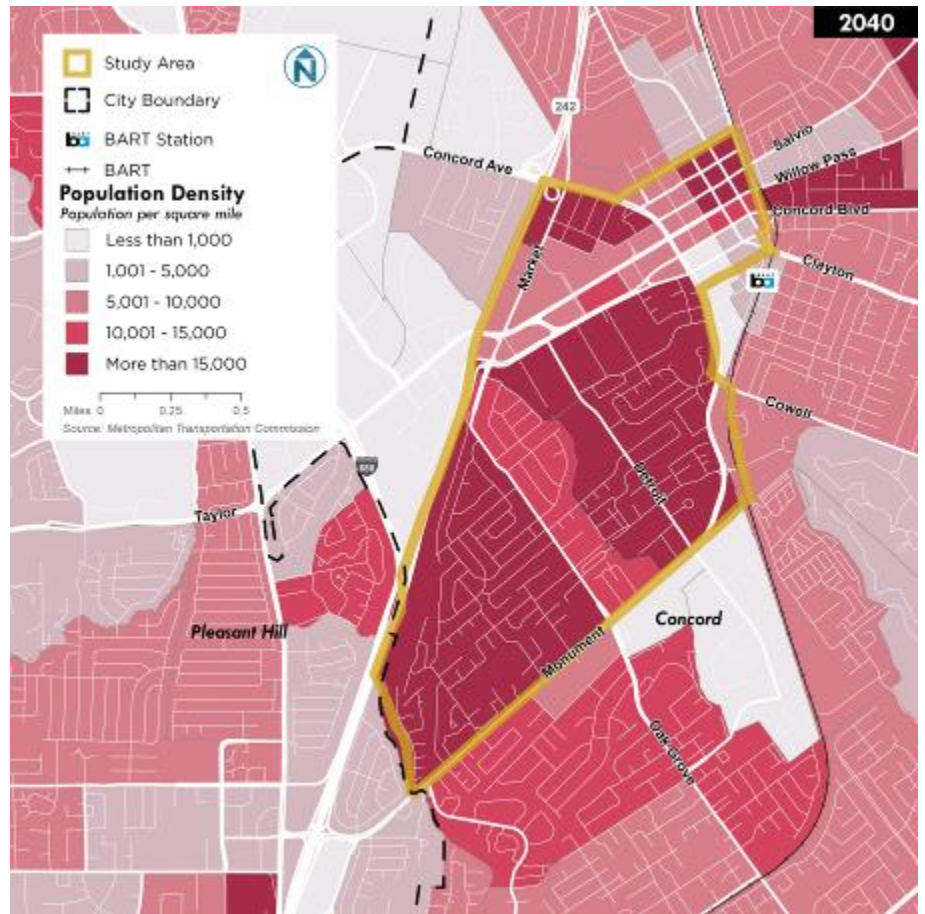 2040
Study Area
N
City Boundary
BART Station
BART
Population Density
Population per square mile
Less than 1,000
1,001 - 5,000
5,001 - 10,000
10,001 - 15,000
More than 15,000
Miles 0 0.25 0.5
Source: Metropolitan Transportation Commission
242
Concord Ave
Salvio
Willow Pass
Concord Blvd
Market
Clayton
ba
Cowell
680
Detroit
Taylor
Pleasant Hill
Concord
Monument
Oak Grove